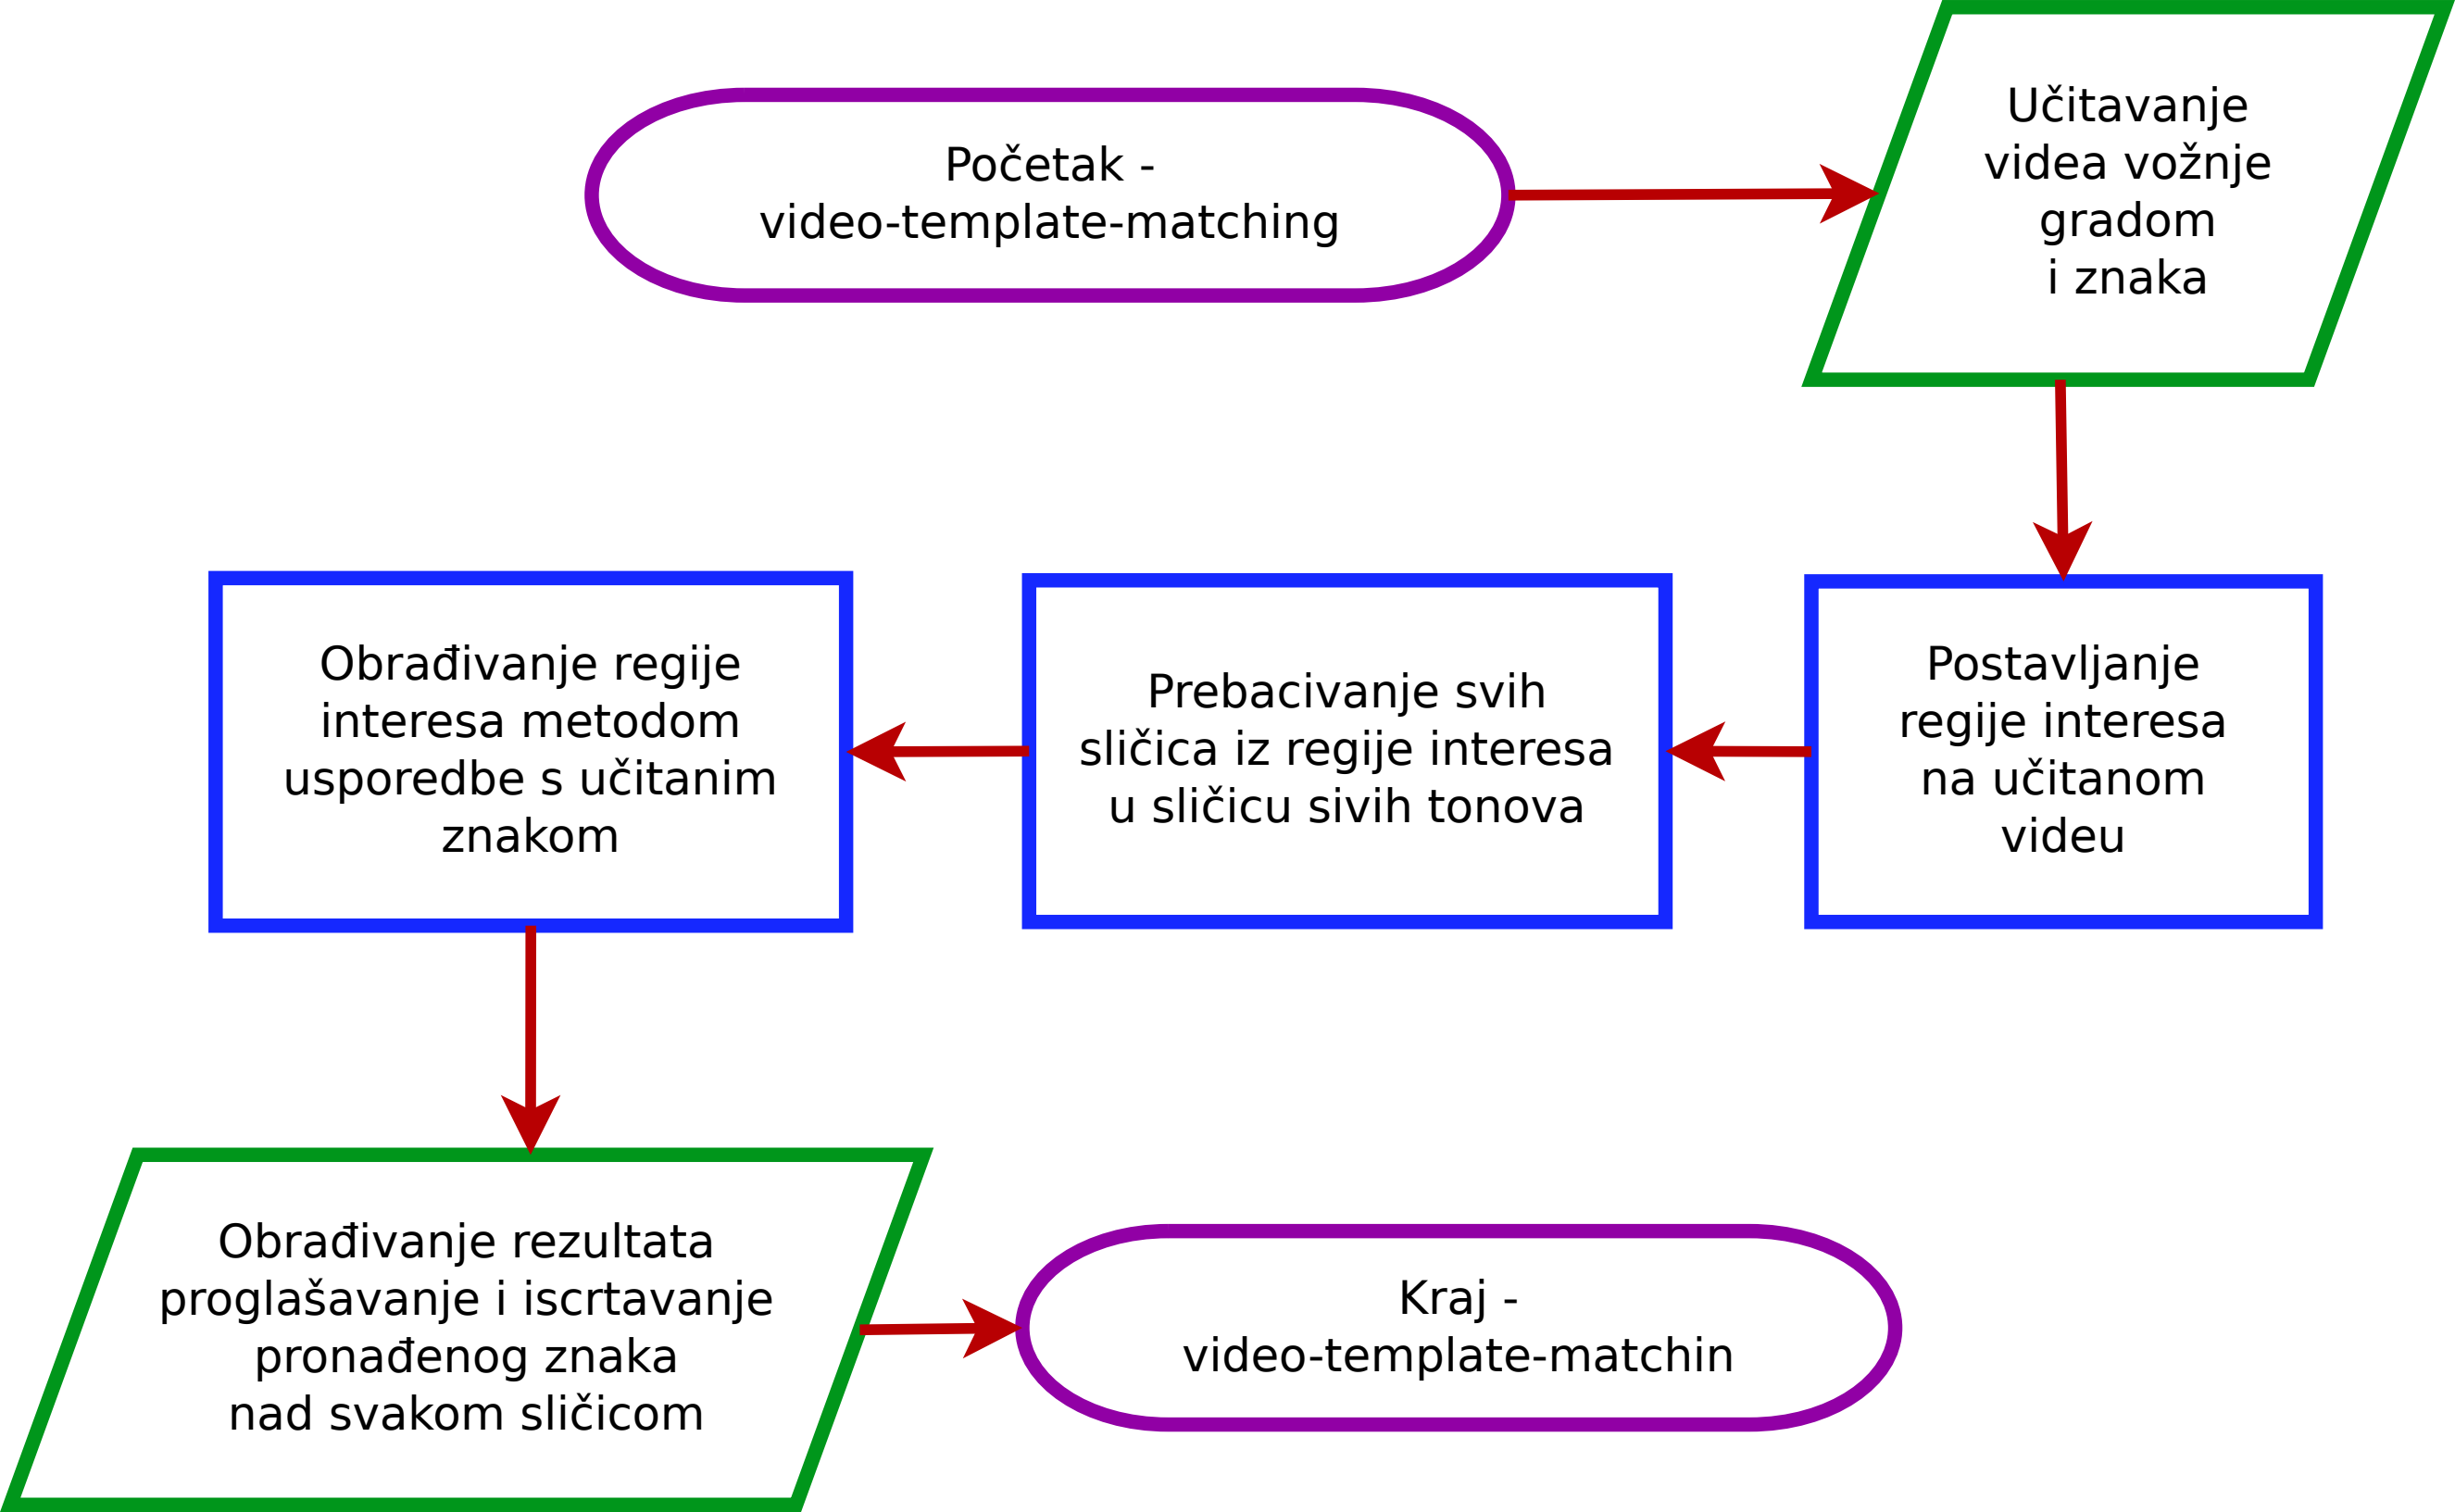 Početak -
video-template-matching
Učitavanje
videa vožnje
gradom
i znaka
Postavljanje
regije interesa
na učitanom
videu
Prebacivanje svih
sličica iz regije interesa
u sličicu sivih tonova
Obrađivanje regije
interesa metodom
usporedbe s učitanim
znakom
Obrađivanje rezultata
proglašavanje i iscrtavanje
pronađenog znaka
nad svakom sličicom
Kraj -
video-template-matchin